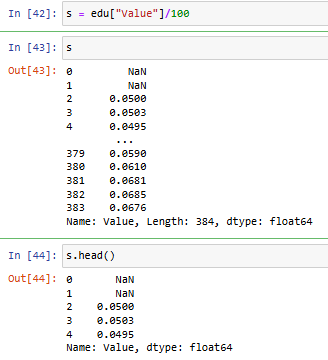 In [42]: s = edu["Value"]/100
In [43]: s
Out[43]: 0 NaN
1 NaN
2 0.0500
3 0.0503
4 0.0495
...
379 0.0590
380 0.0610
381 0.0681
382 0.0685
383 0.0676
Name: Value, Length: 384, dtype: float64
In [44]: s.head()
Out[44]: 0 NaN
1 NaN
2 0.0500
3 0.0503
4 0.0495
Name: Value, dtype: float64